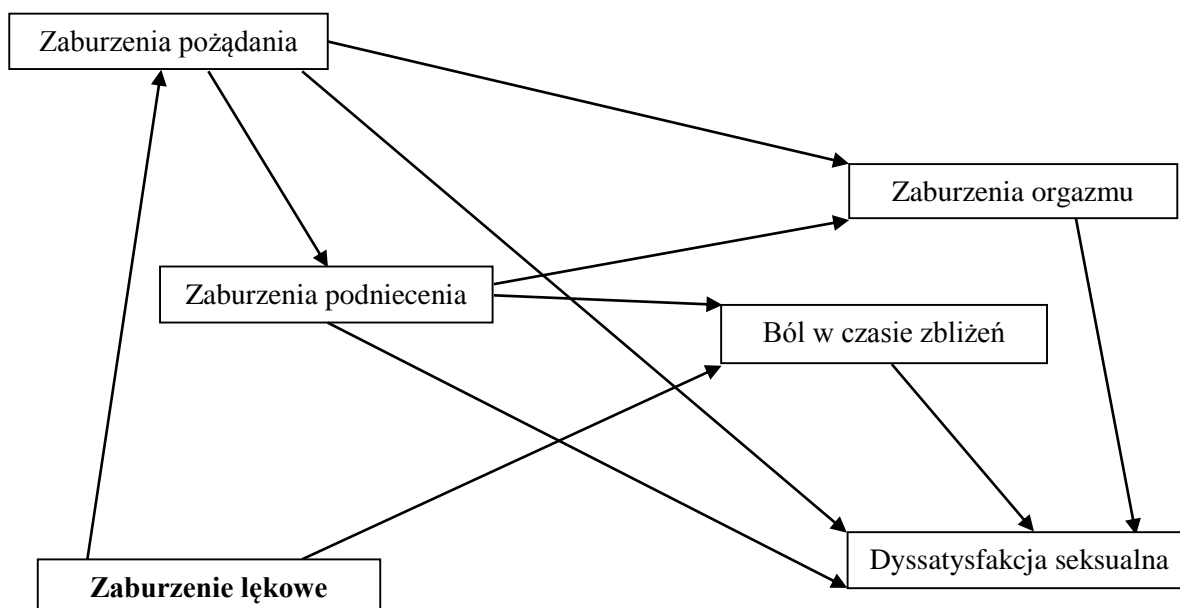 Zaburzenia pożądania
Zaburzenia orgazmu
Zaburzenia podniecenia
Ból w czasie zbliżeń
Dyssatysfakcja seksualna
Zaburzenie lękowe